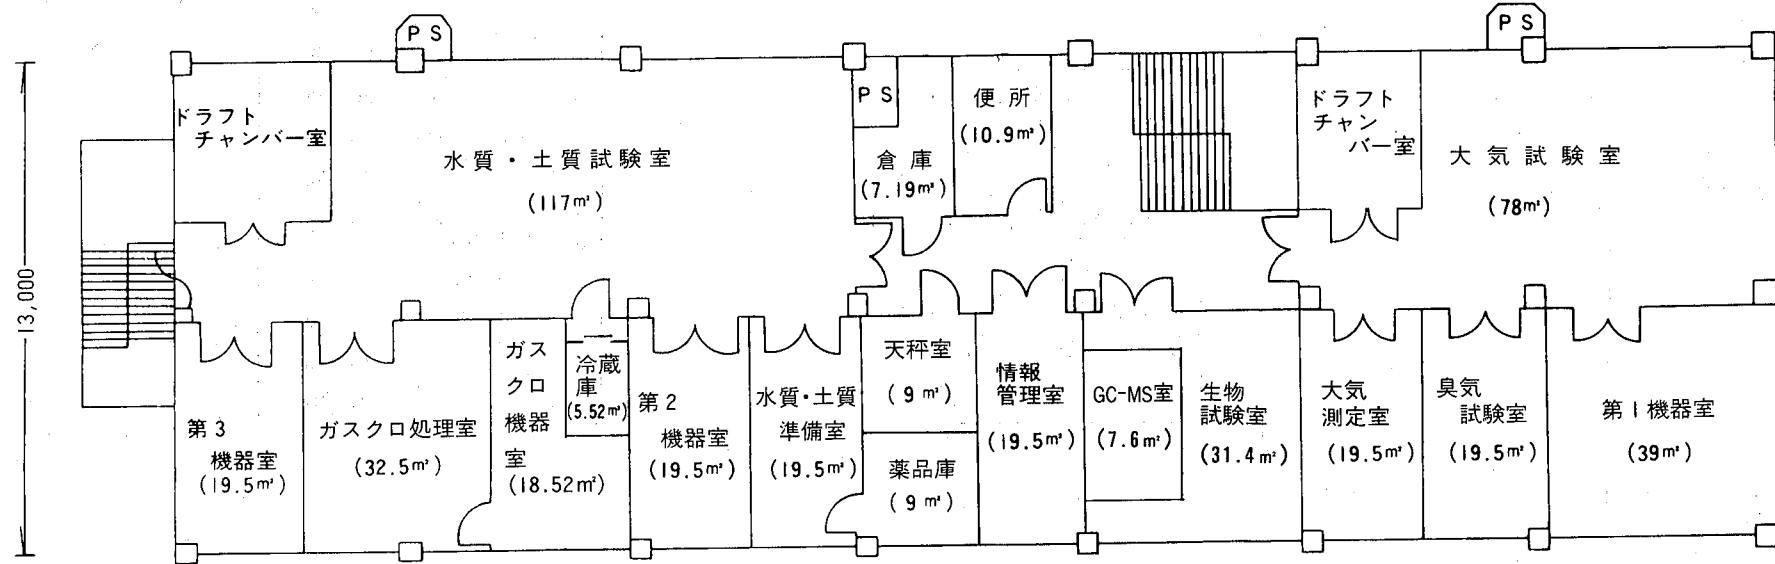 PS
PS
13,000
ドラフト
チャンバー室
水質・土質試験室
(117㎡)
PS
倉庫
(7.19㎡)
便所
(10.9㎡)
ドラフト
チャン
バー室
大気試験室
(78㎡)
第3
機器室
(19.5㎡)
ガスクロ処理室
(32.5㎡)
ガス
クロ
機器
室
(18.52㎡)
冷蔵
庫
(5.52㎡)
第2
機器室
(19.5㎡)
水質・土質
準備室
(19.5㎡)
天秤室
(9㎡)
薬品庫
(9㎡)
情報
管理室
(19.5㎡)
GC-MS室
(7.6㎡)
生物
試験室
(31.4㎡)
大気
測定室
(19.5㎡)
臭気
試験室
(19.5㎡)
第1機器室
(39㎡)